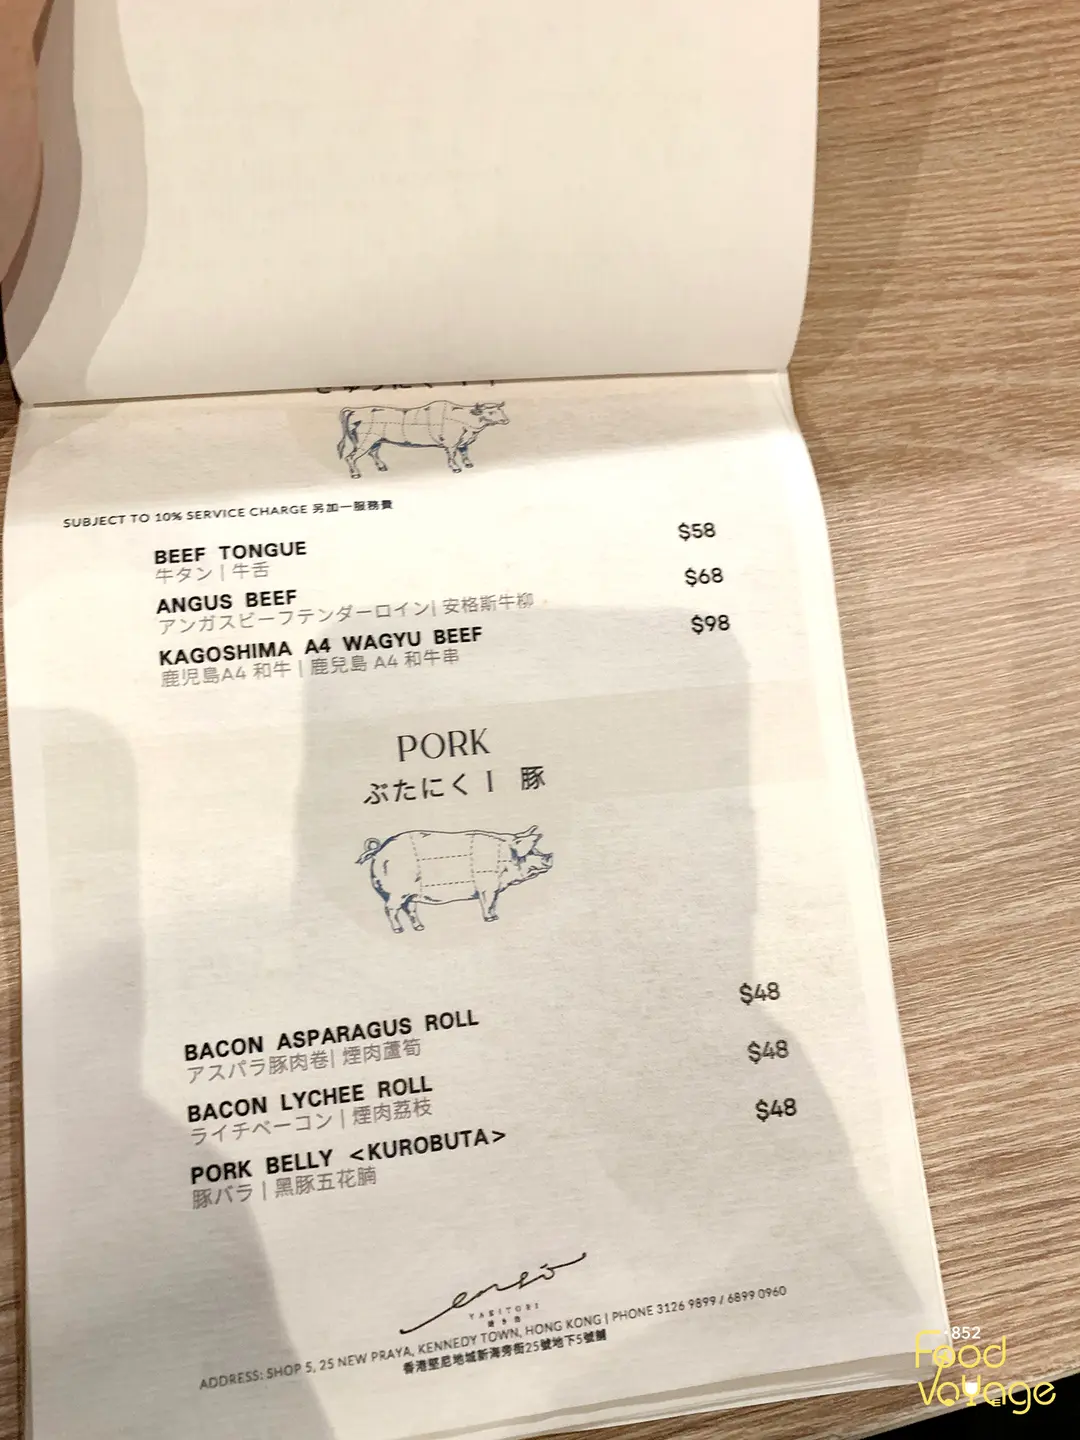 SUBJECT TO 10% SERVICE CHARGE 另加一服務費
BEEF TONGUE $58
牛タン | 牛舌
ANGUS BEEF $68
アンガスビーフテンダーロイン| 安格斯牛柳
KAGOSHIMA A4 WAGYU BEEF $98
鹿児島A4 和牛 | 鹿兒島 A4 和牛串
PORK
ぶたにく | 豚
BACON ASPARAGUS ROLL $48
アスパラ豚肉卷| 煙肉蘆筍
BACON LYCHEE ROLL $48
ライチベーコン | 煙肉荔枝
PORK BELLY <KUROBUTA> $48
豚バラ | 黑豚五花腩
enso
YAKITORI
ADDRESS: SHOP 5, 25 NEW PRAYA, KENNEDY TOWN, HONG KONG | PHONE 3126 9899 / 6899 0960
香港堅尼地城新海旁街25號地下5號舖
852
Food
Voyage